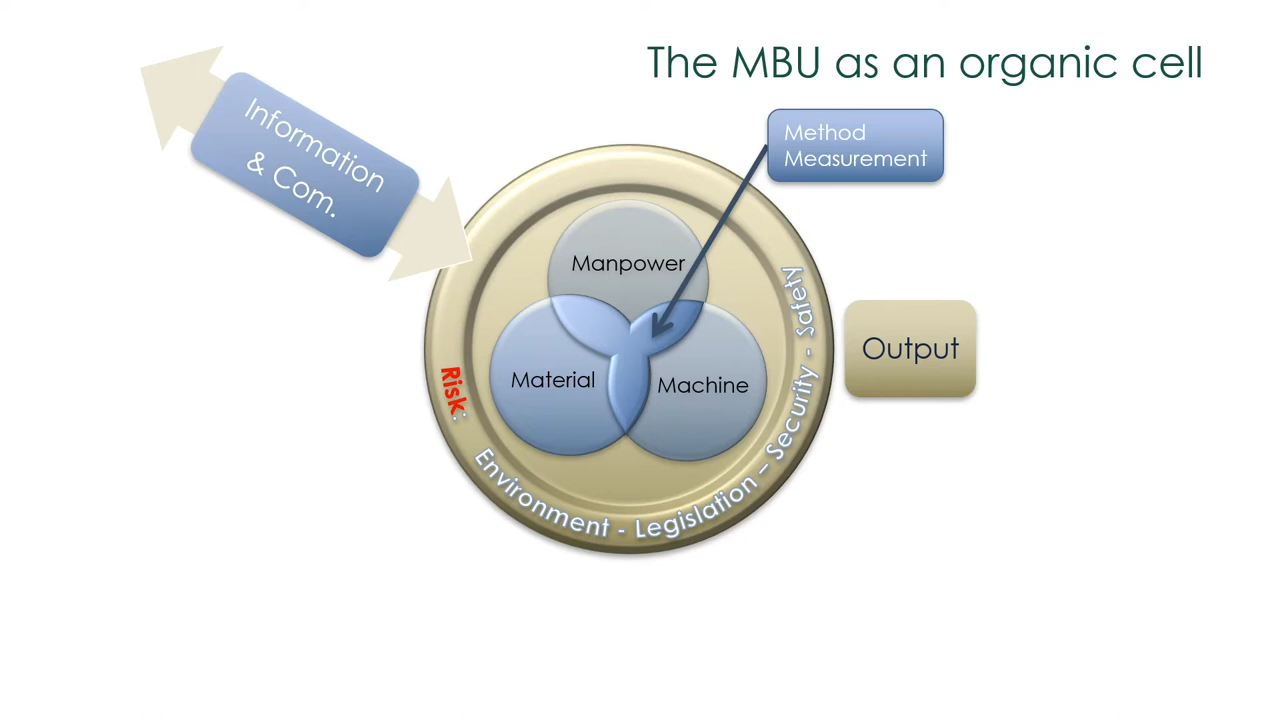 The MBU as an organic cell
Information
& Com.
Method
Measurement
Manpower
Material
Machine
Output
Risk:
Environment - Legislation – Security - Safety